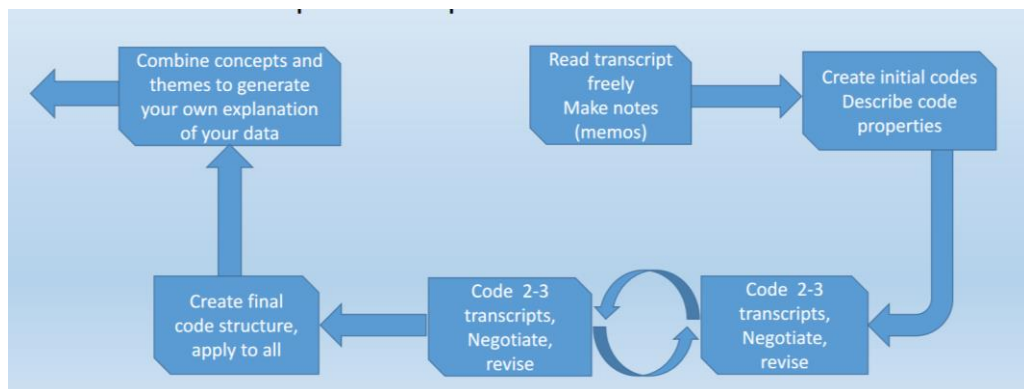 Combine concepts and
themes to generate
your own explanation
of your data
Read transcript
freely
Make notes
(memos)
Create initial codes
Describe code
properties
Create final
code structure,
apply to all
Code 2-3
transcripts,
Negotiate,
revise
Code 2-3
transcripts,
Negotiate,
revise